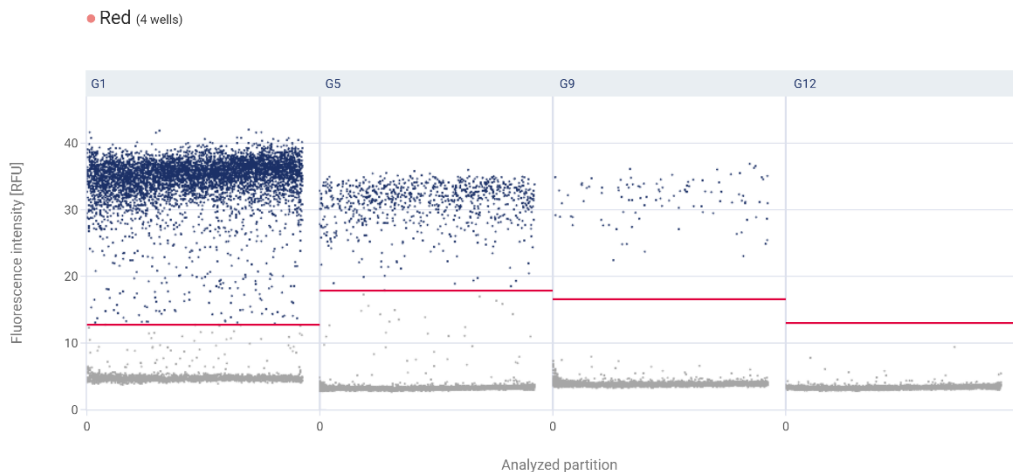 Red (4 wells)
G1 G5 G9 G12
Fluorescence intensity [RFU]
40
30
20
10
0
0 0 0 0
Analyzed partition